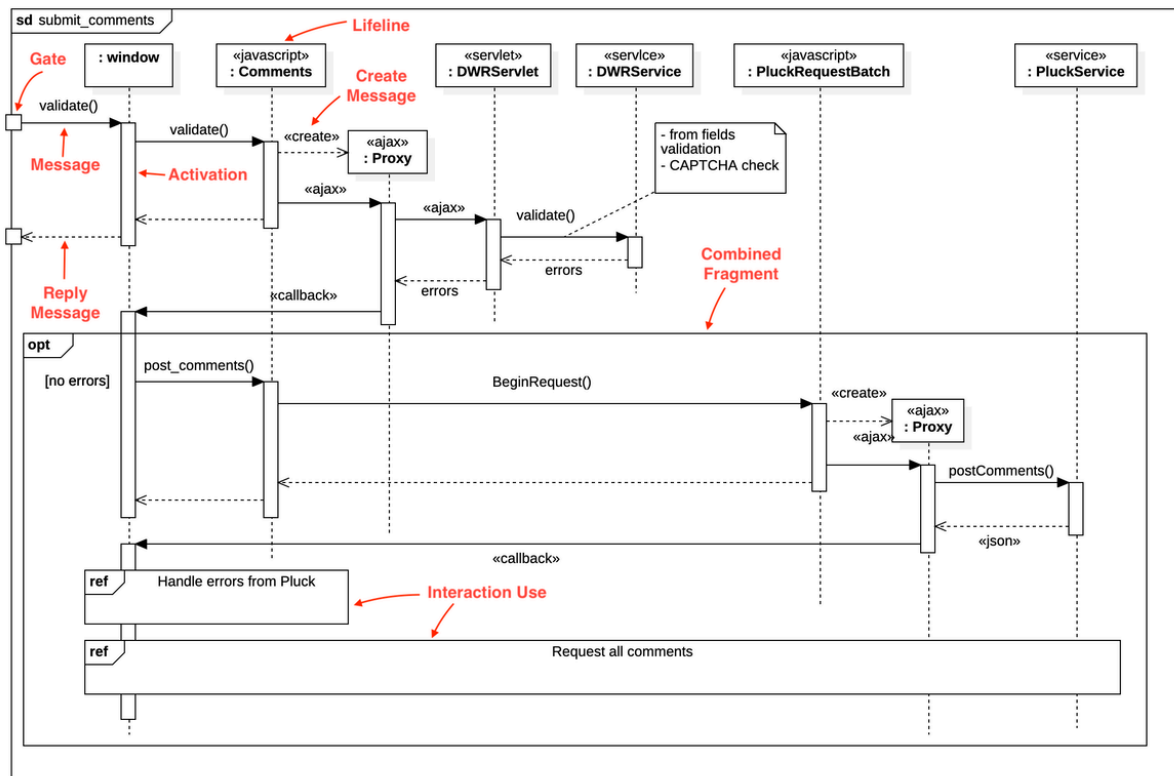 sd submit_comments
Lifeline
Gate
: window
«javascript»
: Comments
«servlet»
: DWRServlet
«servlce»
: DWRService
«javascript»
: PluckRequestBatch
«service»
: PluckService
Create
Message
validate()
validate()
«create»
«ajax»
: Proxy
- from fields
validation
- CAPTCHA check
Message
Activation
«ajax»
«ajax»
validate()
errors
errors
Reply
Message
«callback»
Combined
Fragment
opt
[no errors]
post_comments()
BeginRequest()
«create»
«ajax»
: Proxy
«ajax»
postComments()
«json»
«callback»
ref
Handle errors from Pluck
Interaction Use
ref
Request all comments